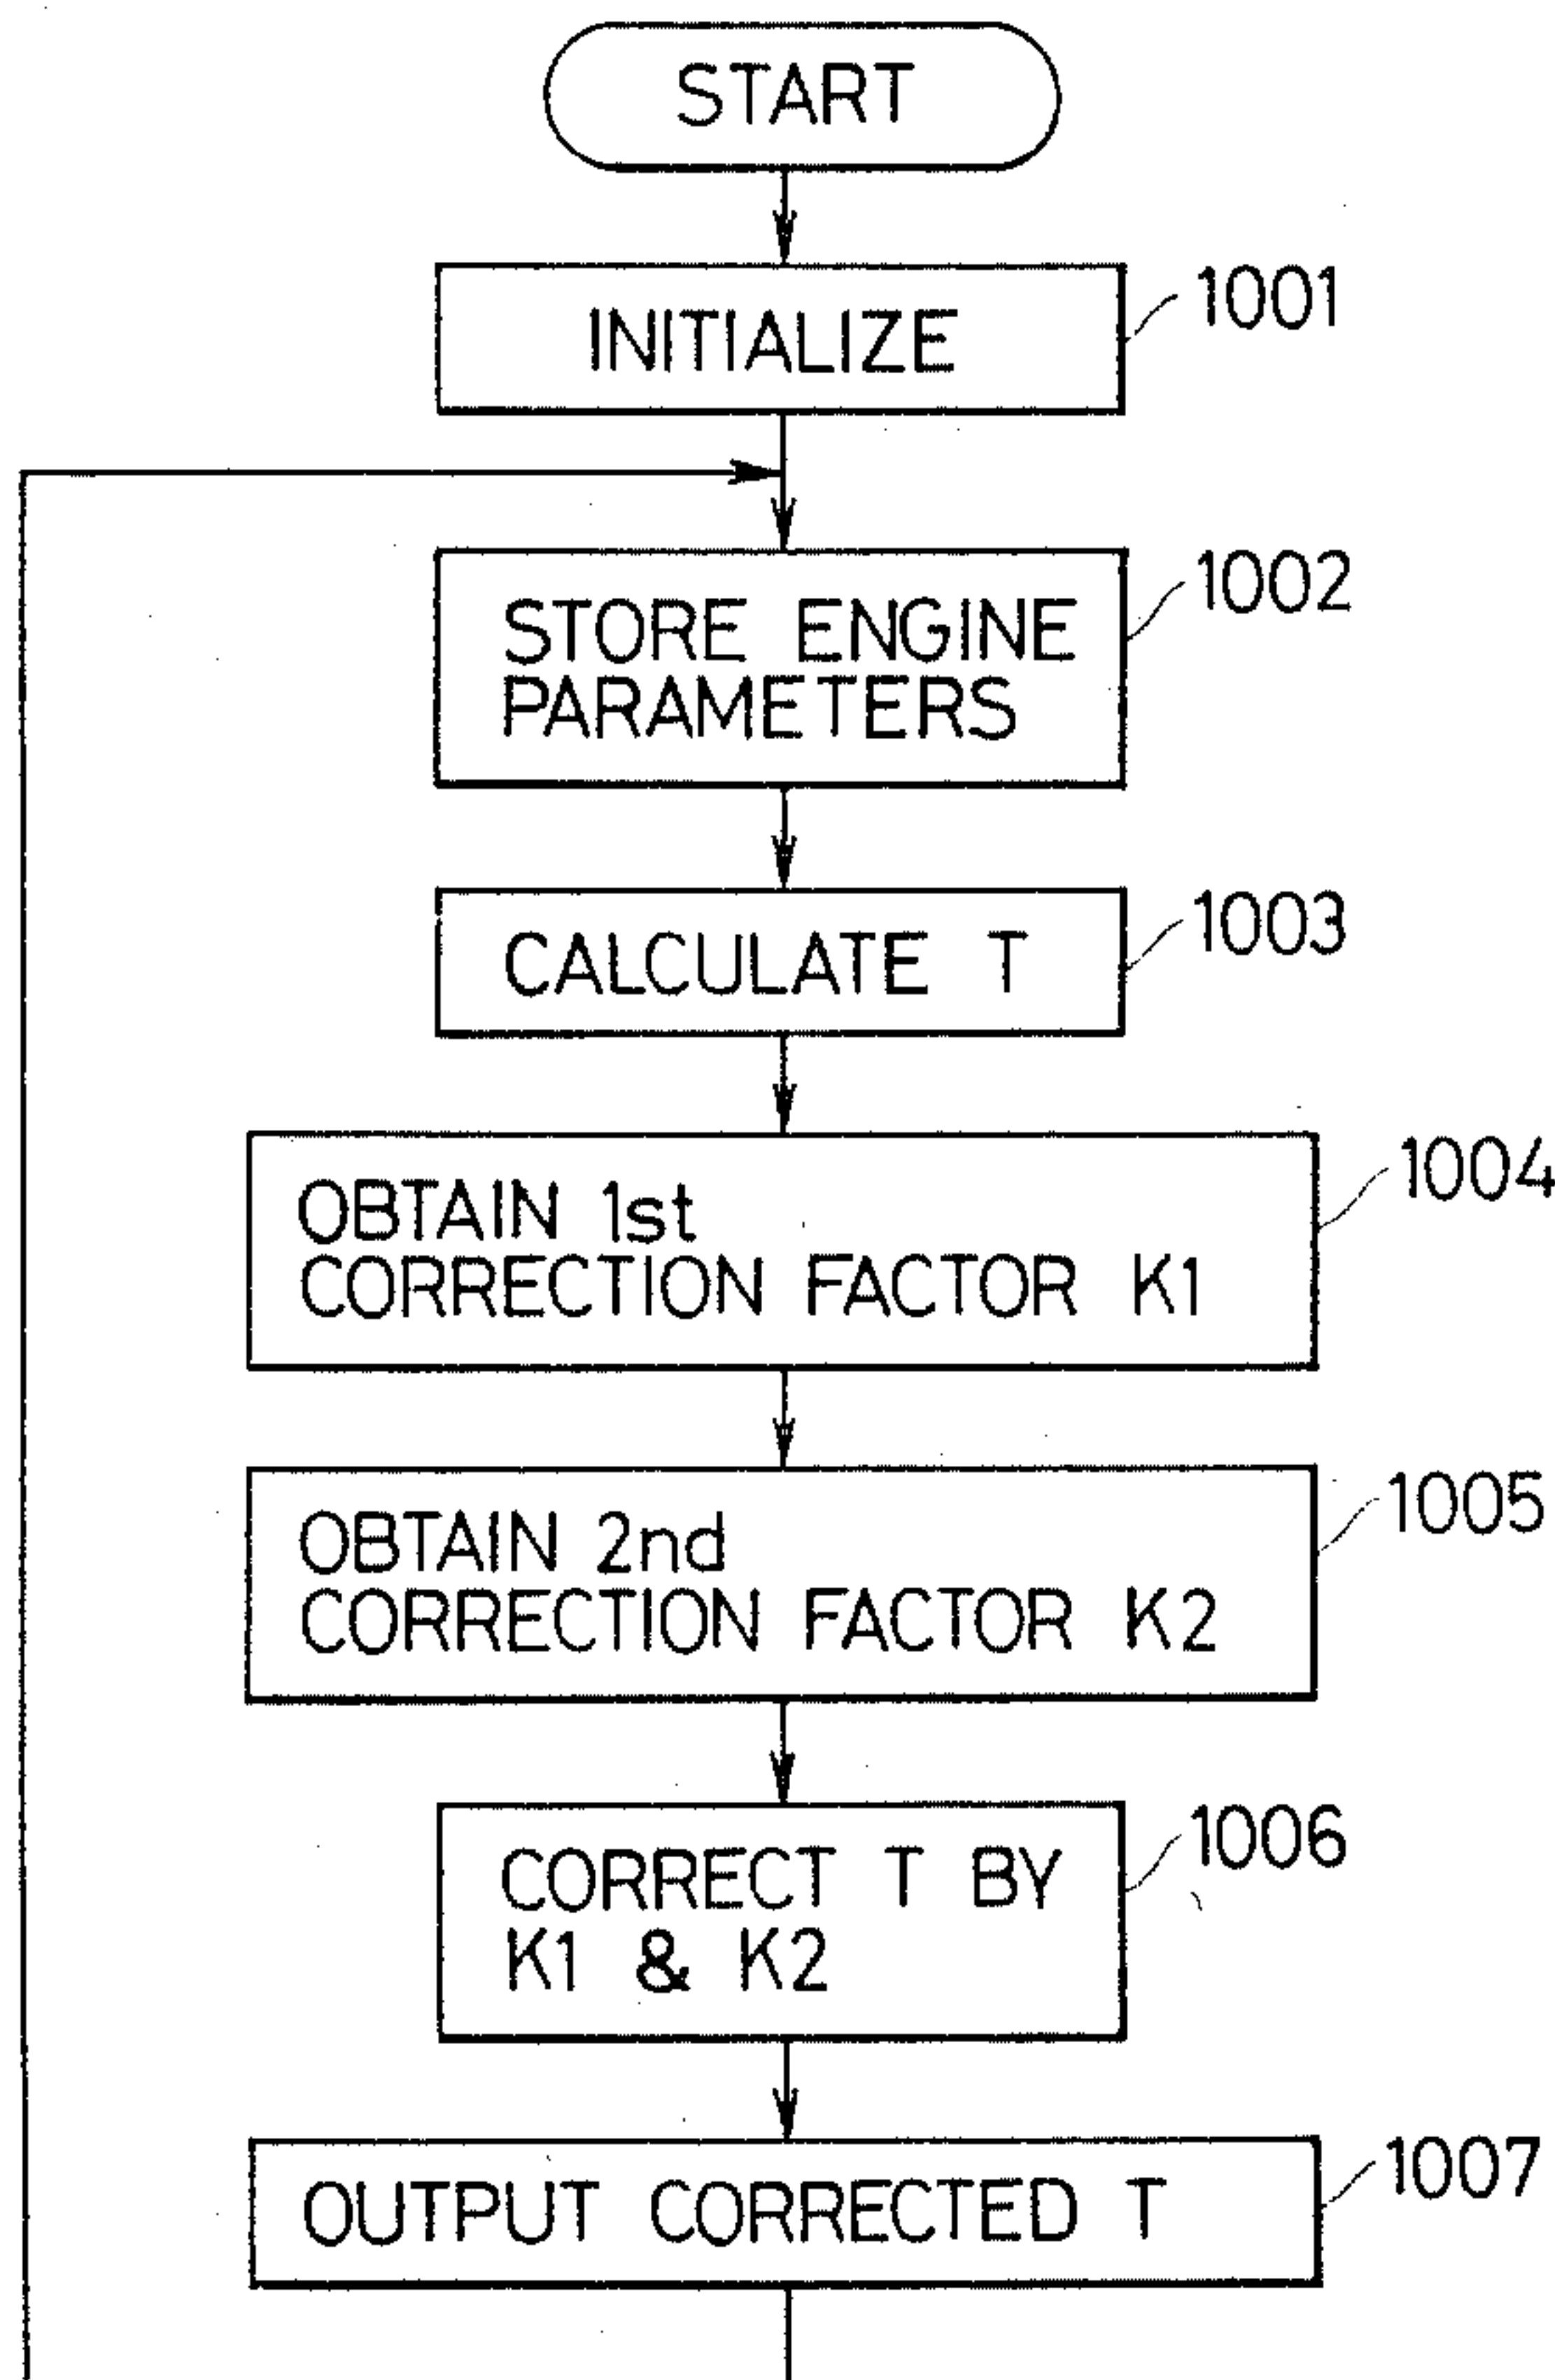 START
INITIALIZE
1001
STORE ENGINE
PARAMETERS
1002
CALCULATE T
1003
OBTAIN 1st
CORRECTION FACTOR K1
1004
OBTAIN 2nd
CORRECTION FACTOR K2
1005
CORRECT T BY
K1 & K2
1006
OUTPUT CORRECTED T
1007